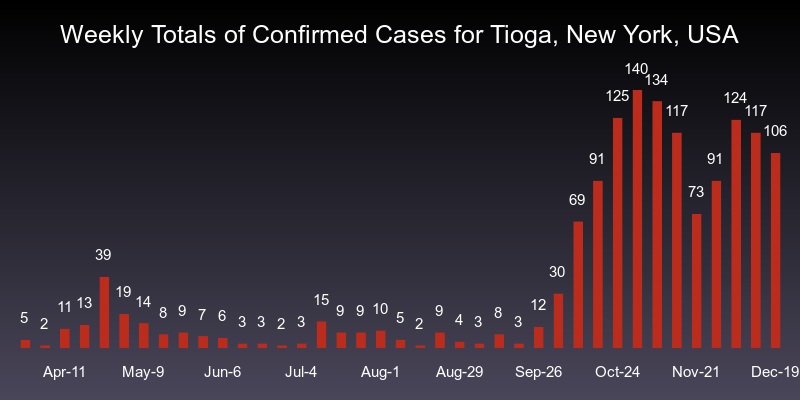 Weekly Totals of Confirmed Cases for Tioga, New York, USA
5 2 11 13 39 19 14 8 9 7 6 3 3 2 3 15 9 9 10 5 2 9 4 3 8 3 12 30 69 91 125 140 134 117 73 91 124 117 106
Apr-11 May-9 Jun-6 Jul-4 Aug-1 Aug-29 Sep-26 Oct-24 Nov-21 Dec-19